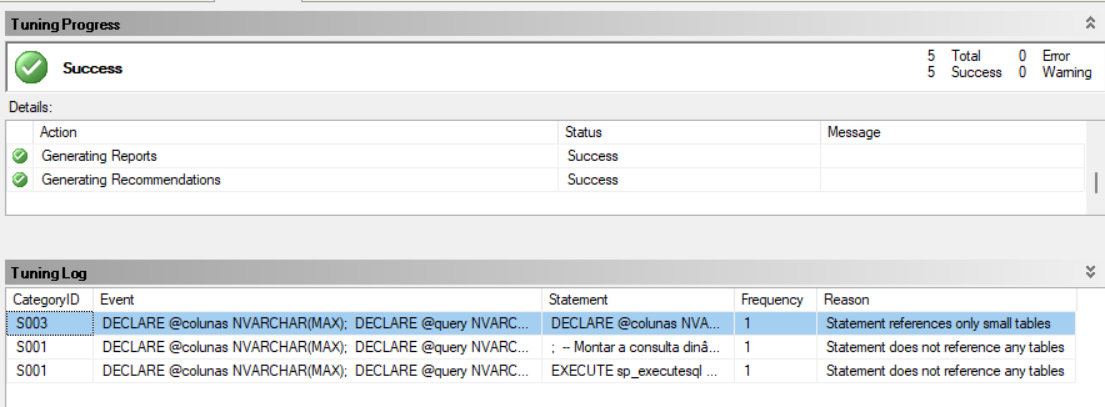 Tuning Progress
Success
5 Total 0 Error
5 Success 0 Warning
Details:
Action Status Message
Generating Reports Success
Generating Recommendations Success
Tuning Log
CategoryID Event Statement Frequency Reason
S003 DECLARE @colunas NVARCHAR(MAX); DECLARE @query NVARC... DECLARE @colunas NVA... 1 Statement references only small tables
S001 DECLARE @colunas NVARCHAR(MAX); DECLARE @query NVARC... ; -- Montar a consulta dinâ... 1 Statement does not reference any tables
S001 DECLARE @colunas NVARCHAR(MAX); DECLARE @query NVARC... EXECUTE sp_executesql ... 1 Statement does not reference any tables